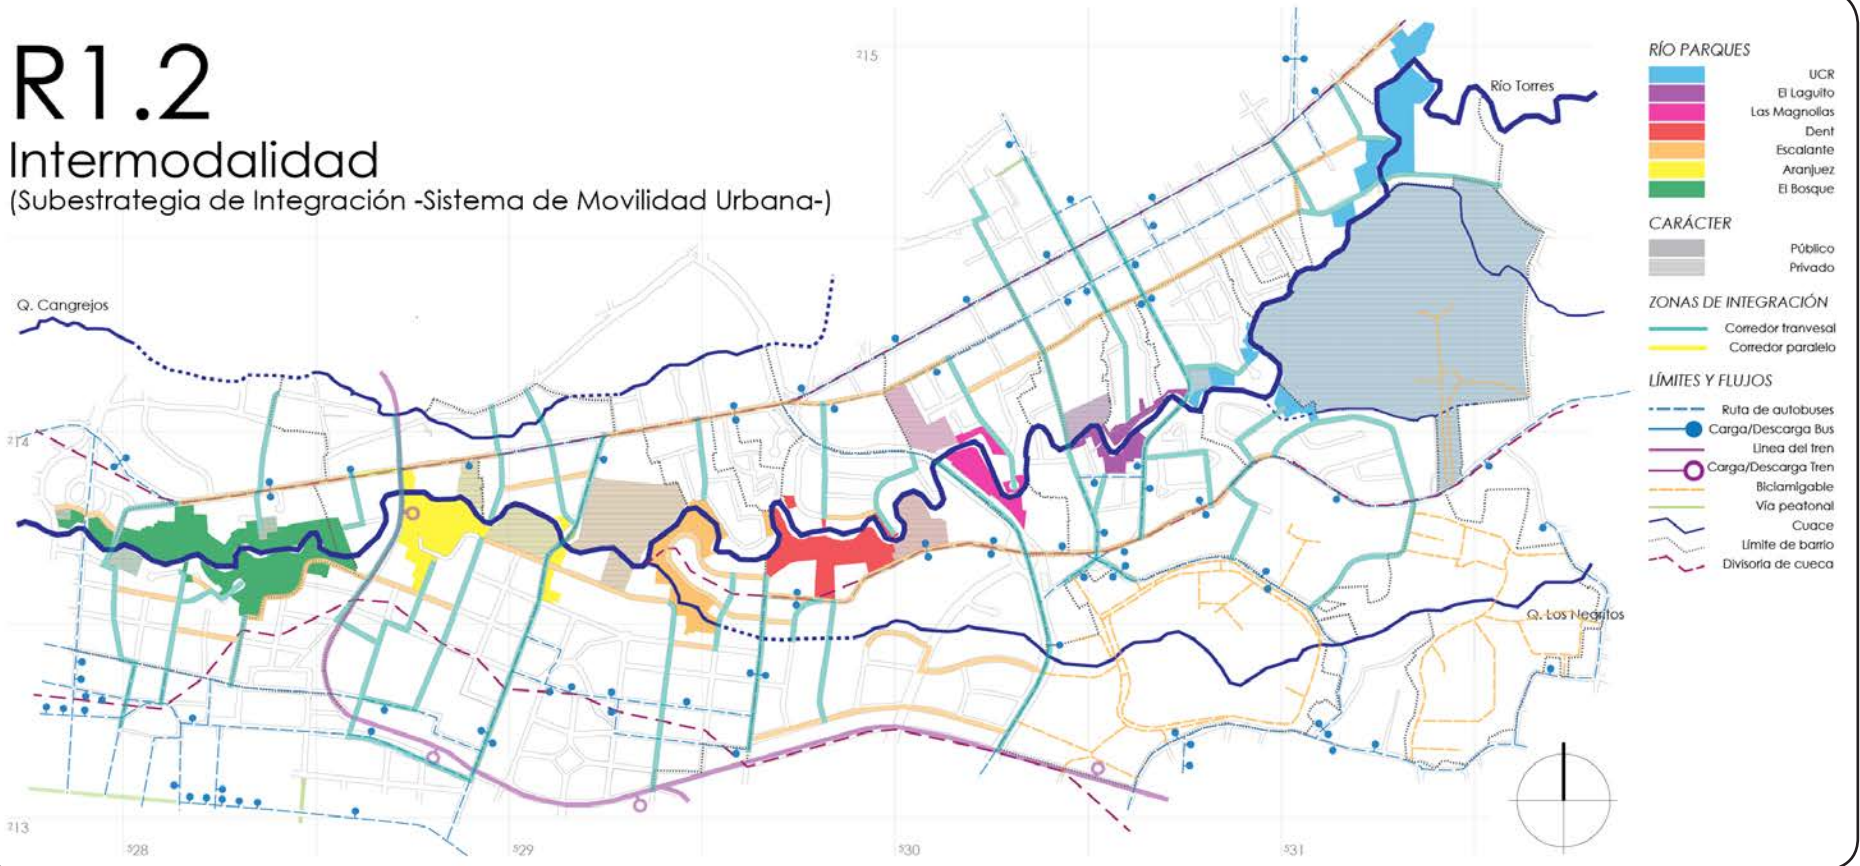 R1.2
Intermodalidad
(Subestrategia de Integración -Sistema de Movilidad Urbana-)
215
Río Torres
Q. Cangrejos
214
Q. Los Negritos
213
528
529
530
531
RÍO PARQUES
UCR
El Laguito
Las Magnolias
Dent
Escalante
Aranjuez
El Bosque
CARÁCTER
Público
Privado
ZONAS DE INTEGRACIÓN
Corredor tranvesal
Corredor paralelo
LÍMITES Y FLUJOS
Ruta de autobuses
Carga/Descarga Bus
Linea del tren
Carga/Descarga Tren
Biciamigable
Vía peatonal
Cuace
Límite de barrio
Divisoria de cueca